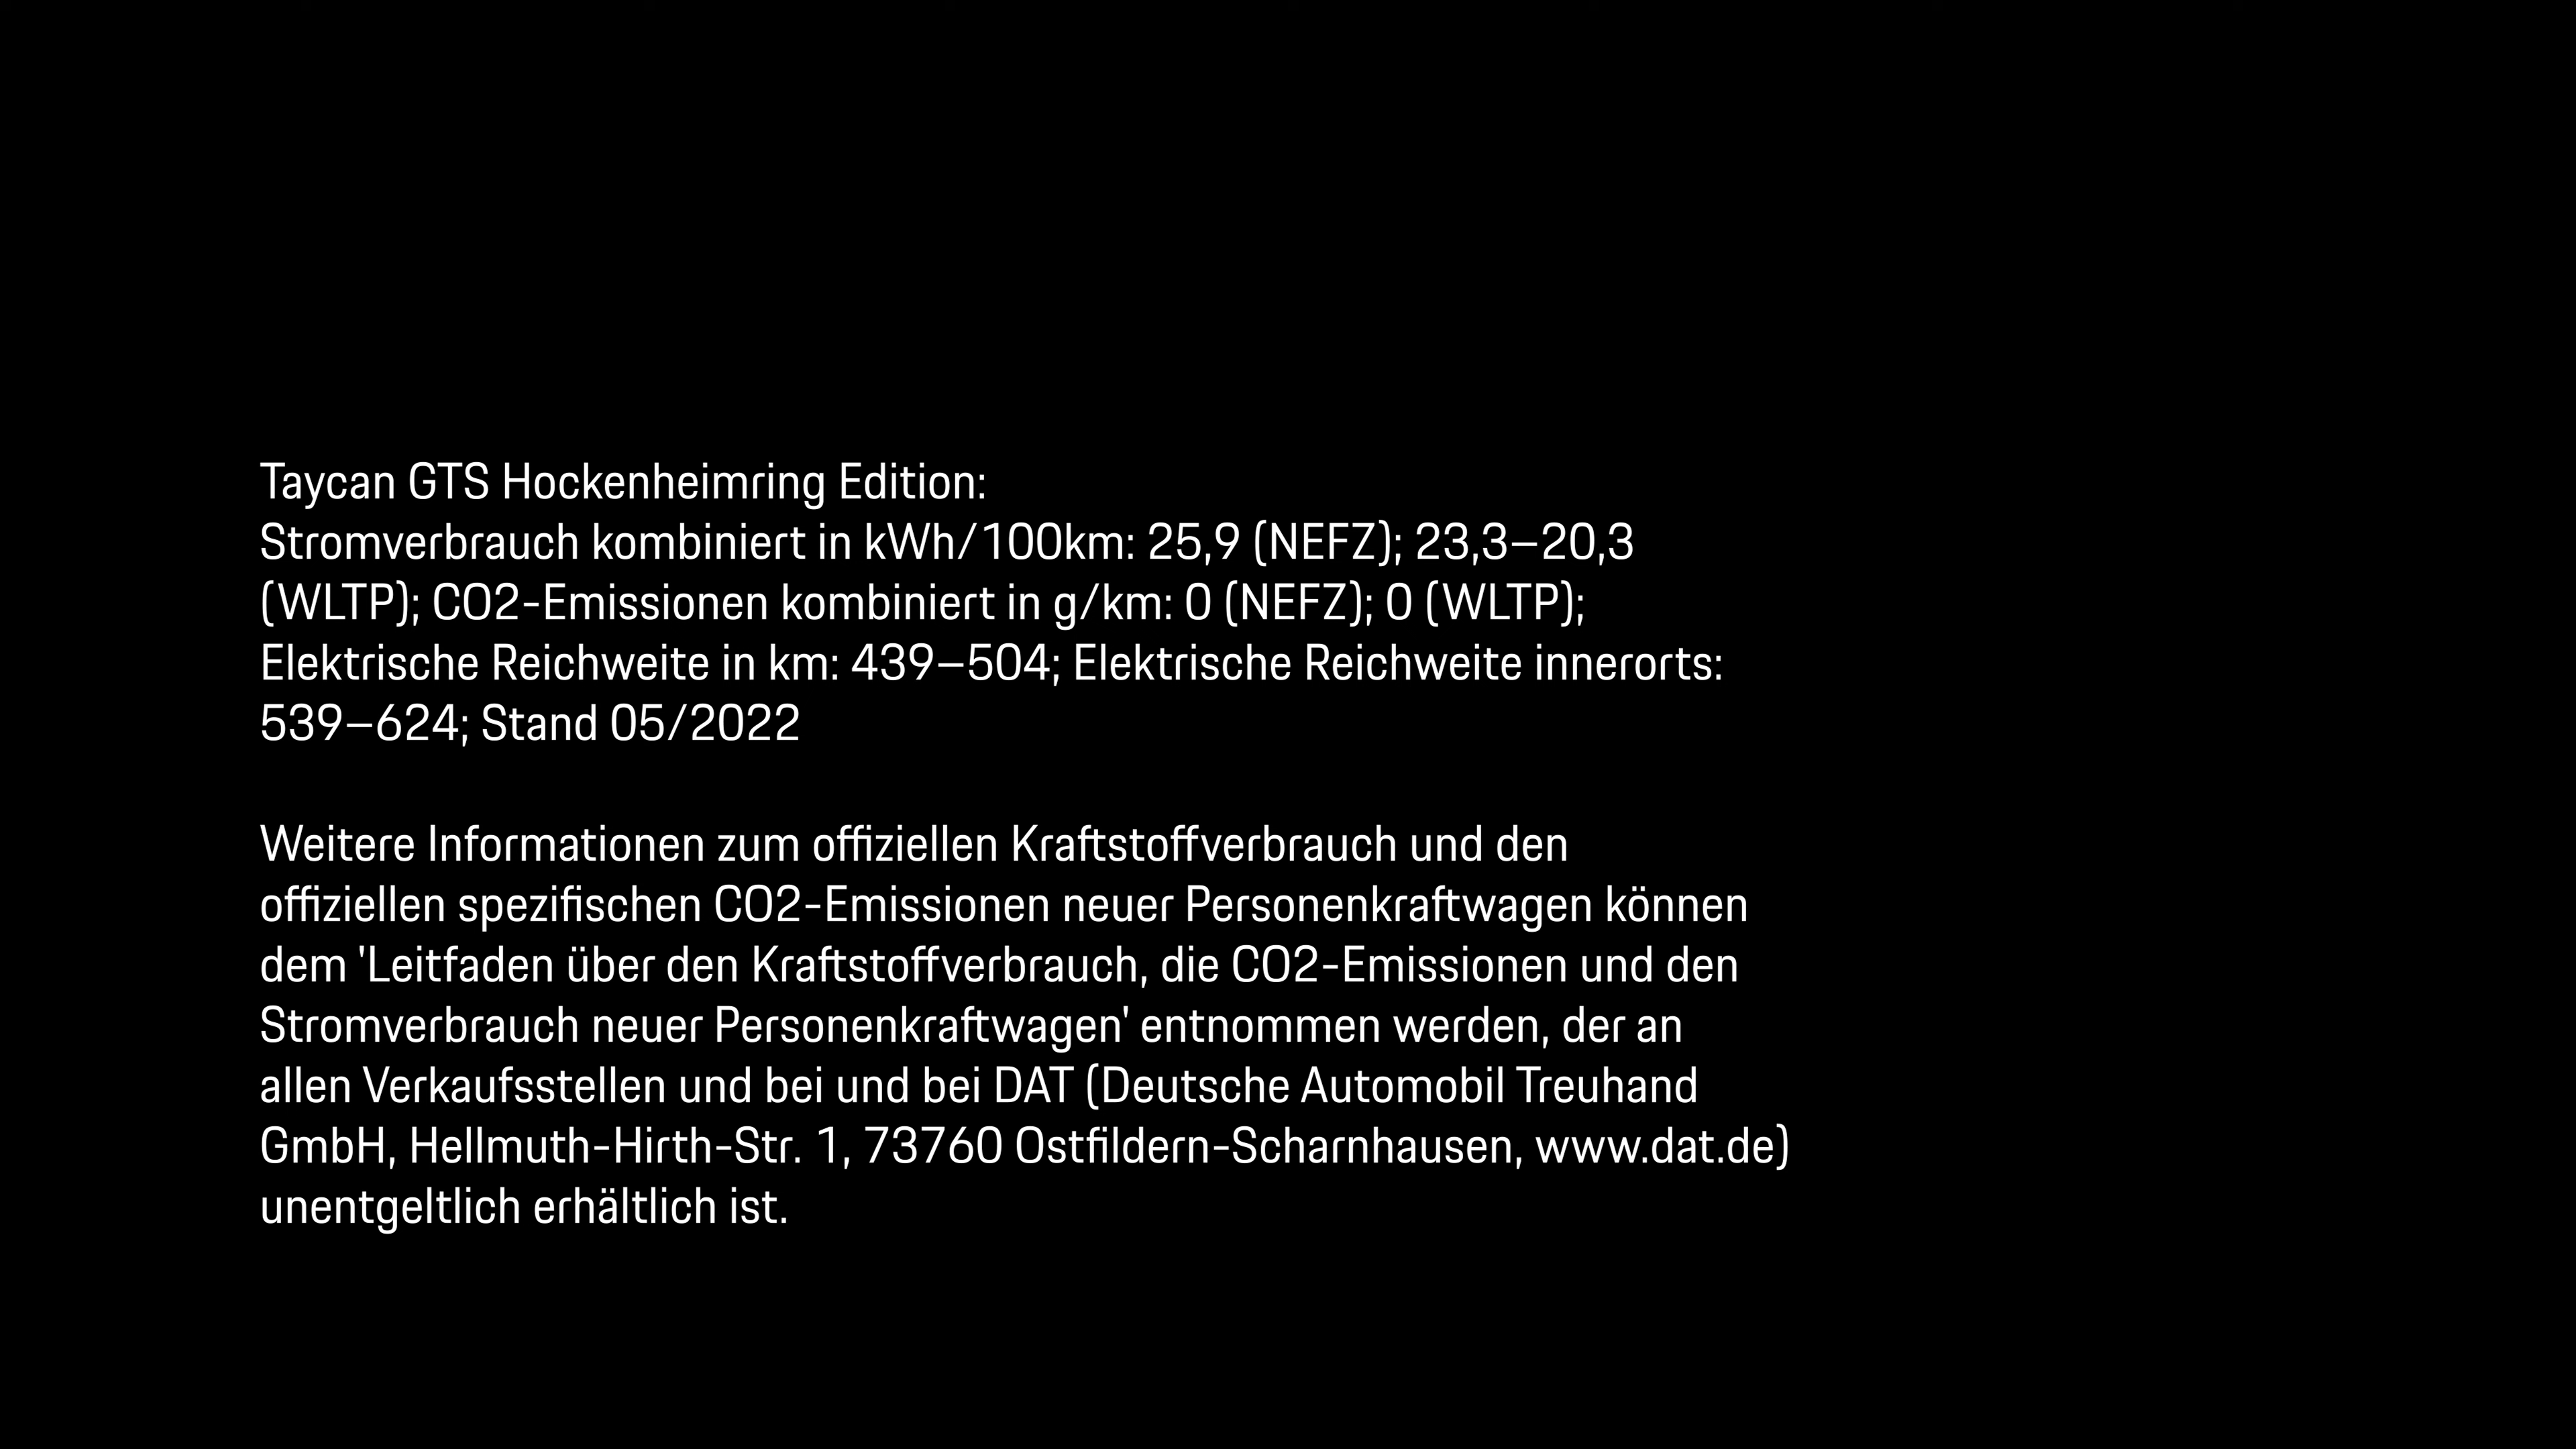 Taycan GTS Hockenheimring Edition:
Stromverbrauch kombiniert in kWh/100km: 25,9 (NEFZ); 23,3–20,3
(WLTP); CO2-Emissionen kombiniert in g/km: 0 (NEFZ); 0 (WLTP);
Elektrische Reichweite in km: 439–504; Elektrische Reichweite innerorts:
539–624; Stand 05/2022
Weitere Informationen zum offiziellen Kraftstoffverbrauch und den
offiziellen spezifischen CO2-Emissionen neuer Personenkraftwagen können
dem 'Leitfaden über den Kraftstoffverbrauch, die CO2-Emissionen und den
Stromverbrauch neuer Personenkraftwagen' entnommen werden, der an
allen Verkaufsstellen und bei und bei DAT (Deutsche Automobil Treuhand
GmbH, Hellmuth-Hirth-Str. 1, 73760 Ostfildern-Scharnhausen, www.dat.de)
unentgeltlich erhältlich ist.